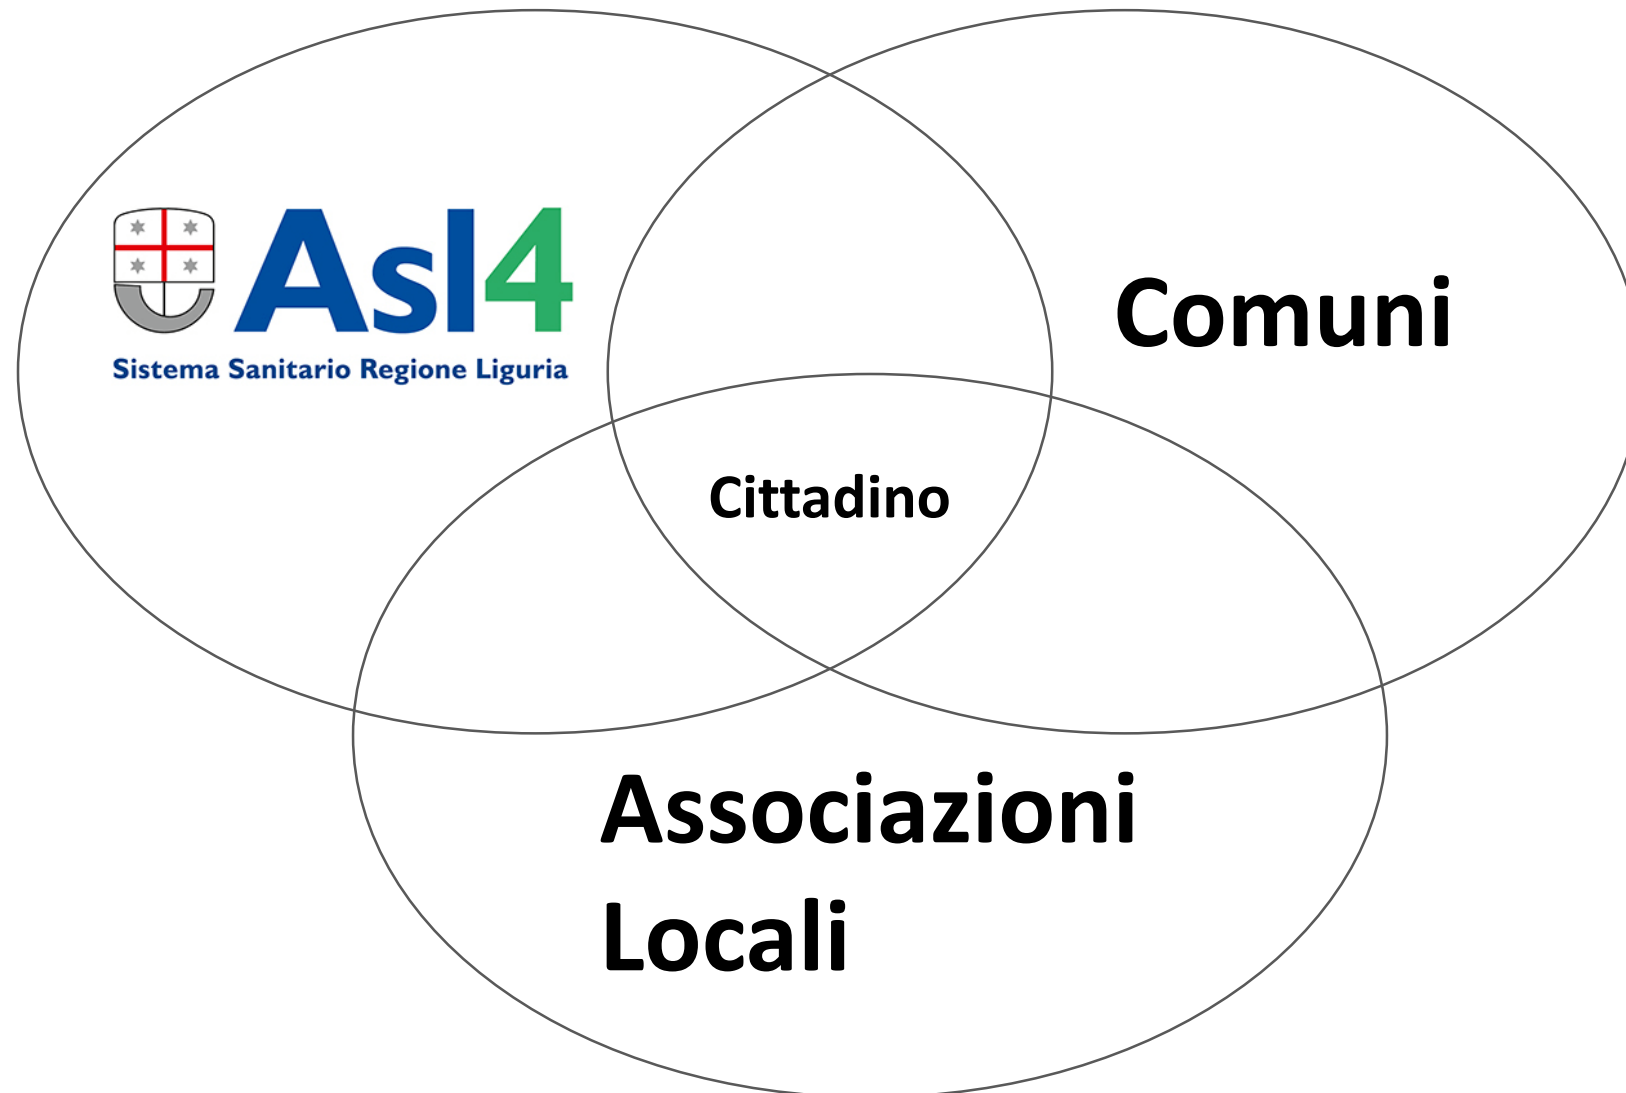 Asl4
Sistema Sanitario Regione Liguria
Comuni
Cittadino
Associazioni
Locali